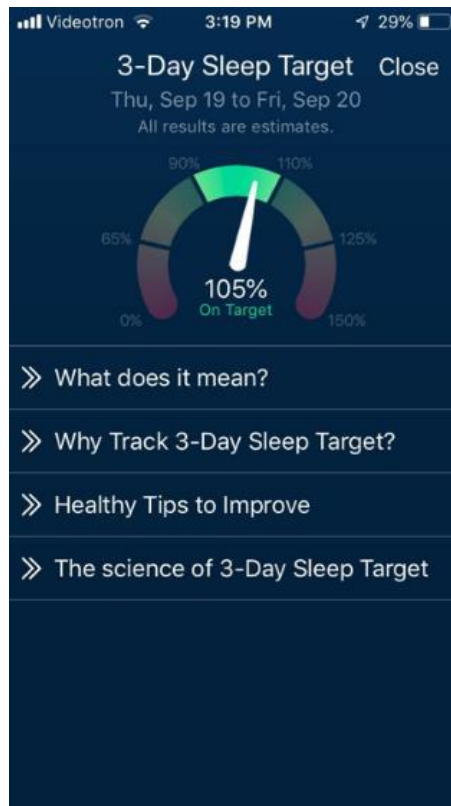 Videotron 3:19 PM 29%
3-Day Sleep Target Close
Thu, Sep 19 to Fri, Sep 20
All results are estimates.
90% 110%
65% 125%
105%
On Target
0% 150%
What does it mean?
Why Track 3-Day Sleep Target?
Healthy Tips to Improve
The science of 3-Day Sleep Target